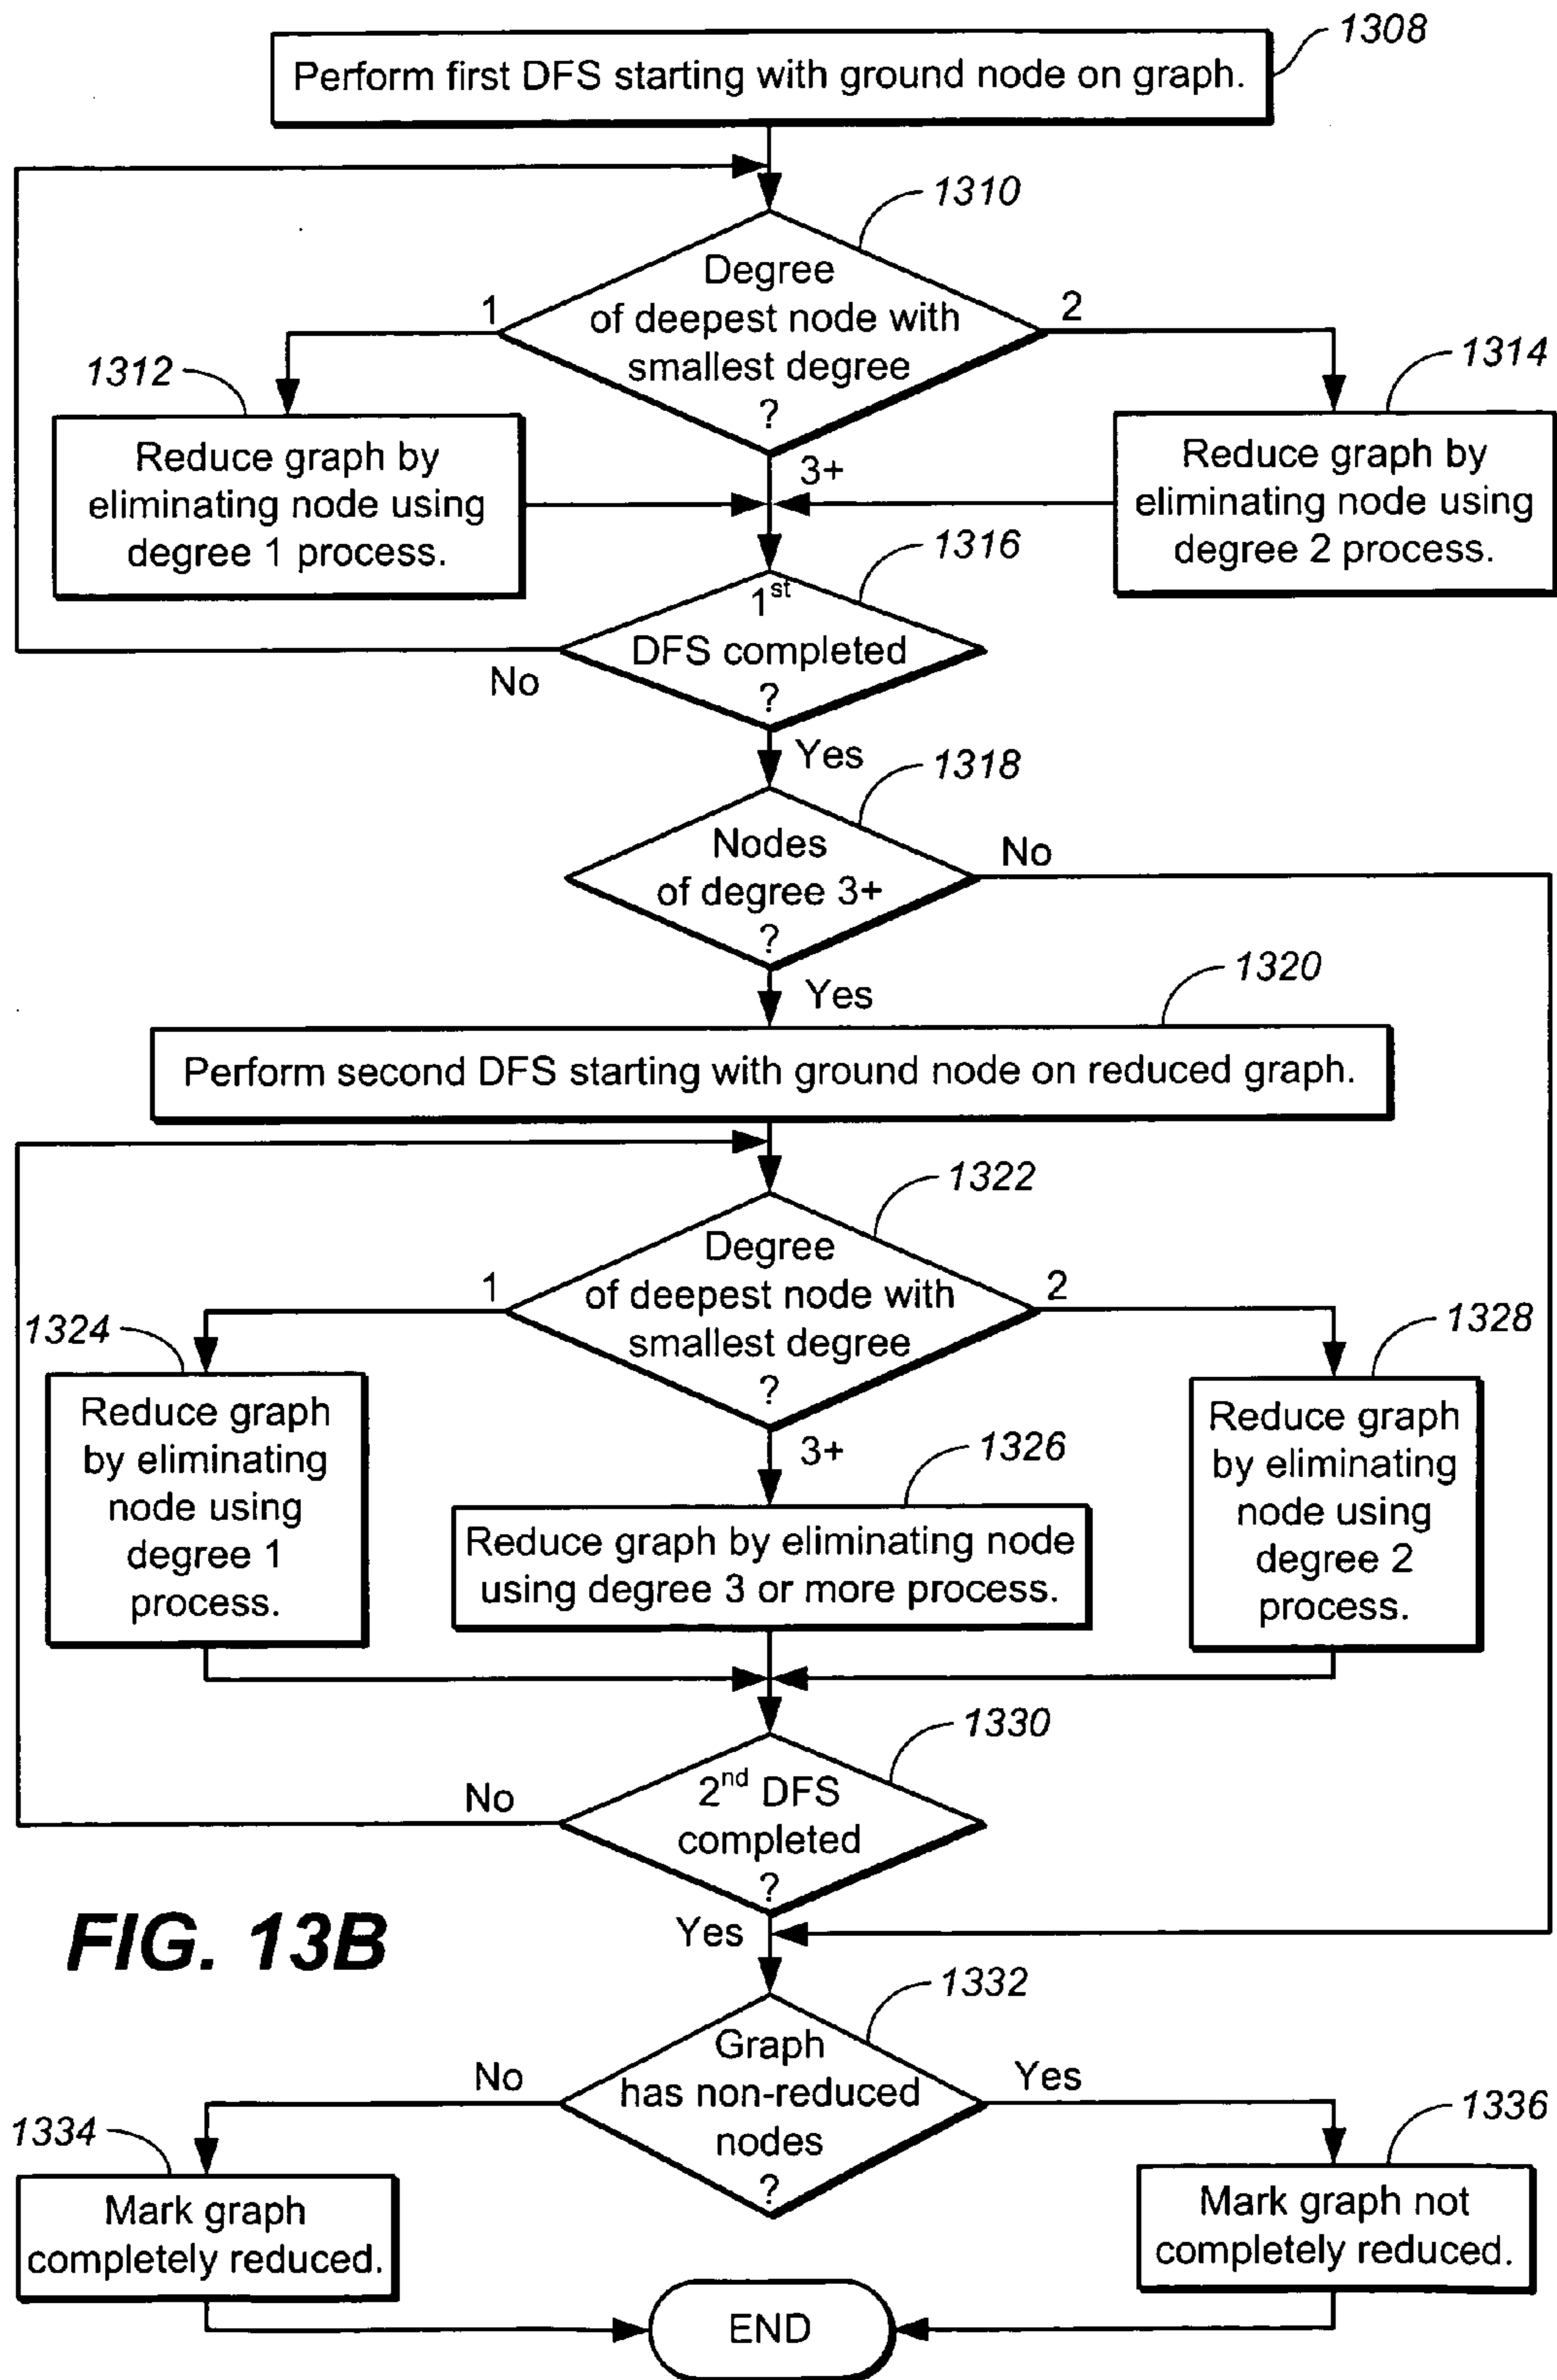 1308
Perform first DFS starting with ground node on graph.
1310
Degree
of deepest node with
smallest degree
?
1
2
3+
1312
Reduce graph by
eliminating node using
degree 1 process.
1314
Reduce graph by
eliminating node using
degree 2 process.
1316
1st
DFS completed
?
No
Yes
1318
Nodes
of degree 3+
?
No
Yes
1320
Perform second DFS starting with ground node on reduced graph.
1322
Degree
of deepest node with
smallest degree
?
1
2
3+
1324
Reduce graph
by eliminating
node using
degree 1
process.
1326
Reduce graph by eliminating node
using degree 3 or more process.
1328
Reduce graph
by eliminating
node using
degree 2
process.
1330
2nd DFS
completed
?
No
Yes
FIG. 13B
1332
Graph
has non-reduced
nodes
?
No
Yes
1334
Mark graph
completely reduced.
1336
Mark graph not
completely reduced.
END